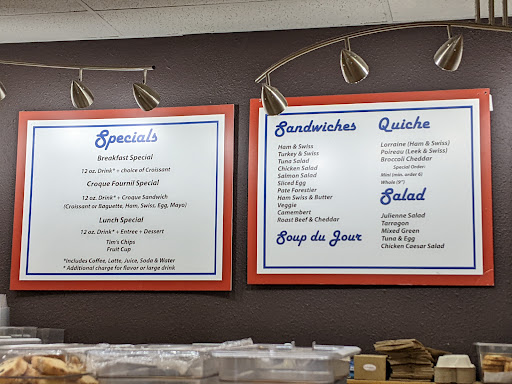 Specials
Breakfast Special
12 oz. Drink* + choice of Croissant
Croque Fournil Special
12 oz. Drink* + Croque Sandwich
(Croissant or Baguette, Ham, Swiss, Egg, Mayo)
Lunch Special
12 oz. Drink* + Entree + Dessert
Tim's Chips
Fruit Cup
*Includes Coffee, Latte, Juice, Soda & Water
* Additional charge for flavor or large drink
Sandwiches
Ham & Swiss
Turkey & Swiss
Tuna Salad
Chicken Salad
Salmon Salad
Sliced Egg
Pate Forestier
Ham Swiss & Butter
Veggie
Camembert
Roast Beef & Cheddar
Soup du Jour
Quiche
Lorraine (Ham & Swiss)
Poireau (Leek & Swiss)
Broccoli Cheddar
Special Order:
Mini (min. order 6)
Whole (9")
Salad
Julienne Salad
Tarragon
Mixed Green
Tuna & Egg
Chicken Caesar Salad